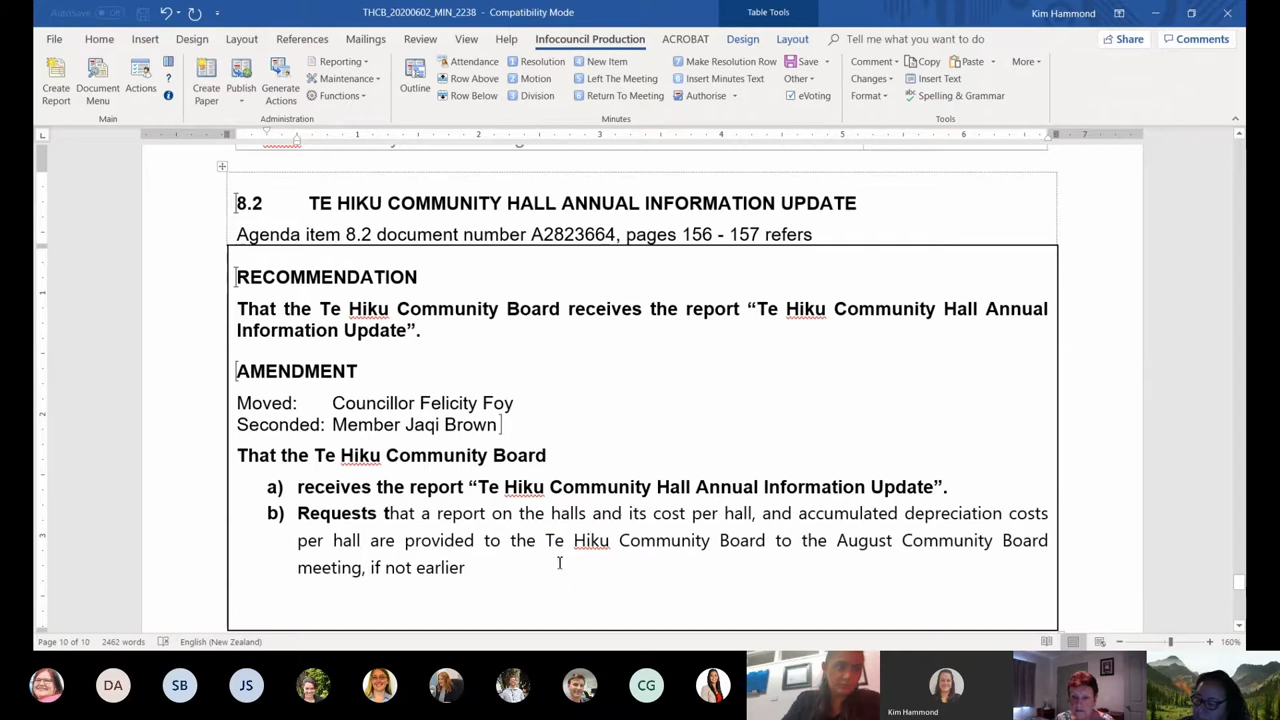 AutoSave Off
THCB_20200602_MIN_2238 - Compatibility Mode
Table Tools
Kim Hammond
File Home Insert Design Layout References Mailings Review View Help Infocouncil Production ACROBAT Design Layout Tell me what you want to do Share Comments
Create Report
Document Menu
Actions
Main
Create Paper
Publish
Generate Actions
Reporting
Maintenance
Functions
Outline
Attendance
Row Above
Row Below
Resolution
Motion
Division
New Item
Left The Meeting
Return To Meeting
Make Resolution Row
Insert Minutes Text
Authorise
Save
Other
eVoting
Minutes
Comment
Changes
Format
Copy
Paste
Insert Text
Spelling & Grammar
More
Tools
1 2 3 4 5 6 7
8.2 TE HIKU COMMUNITY HALL ANNUAL INFORMATION UPDATE
Agenda item 8.2 document number A2823664, pages 156 - 157 refers
RECOMMENDATION
That the Te Hiku Community Board receives the report “Te Hiku Community Hall Annual
Information Update”.
AMENDMENT
Moved: Councillor Felicity Foy
Seconded: Member Jaqi Brown
That the Te Hiku Community Board
a) receives the report “Te Hiku Community Hall Annual Information Update”.
b) Requests that a report on the halls and its cost per hall, and accumulated depreciation costs
per hall are provided to the Te Hiku Community Board to the August Community Board
meeting, if not earlier
Page 10 of 10 2462 words English (New Zealand) 160%
DA SB JS CG
Kim Hammond